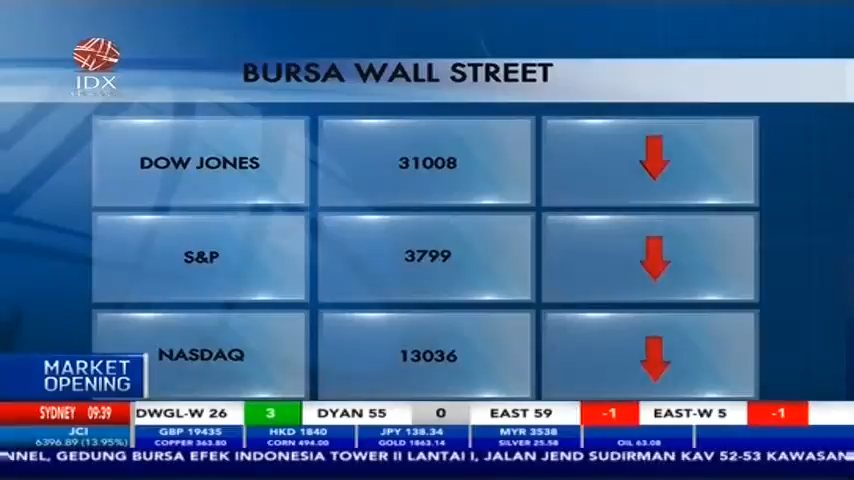 IDX
BURSA WALL STREET
DOW JONES 31008
S&P 3799
NASDAQ 13036
MARKET
OPENING
SYDNEY 09:39 DWGL-W 26 3 DYAN 55 0 EAST 59 -1 EAST-W 5 -1
JCI GBP 19435 HKD 1840 JPY 138.34 MYR 3538
6396.89 (13.95%) COPPER 363.80 CORN 494.00 GOLD 1863.14 SILVER 25.58 OIL 63.08
NNEL, GEDUNG BURSA EFEK INDONESIA TOWER II LANTAI I, JALAN JEND SUDIRMAN KAV 52-53 KAWASAN